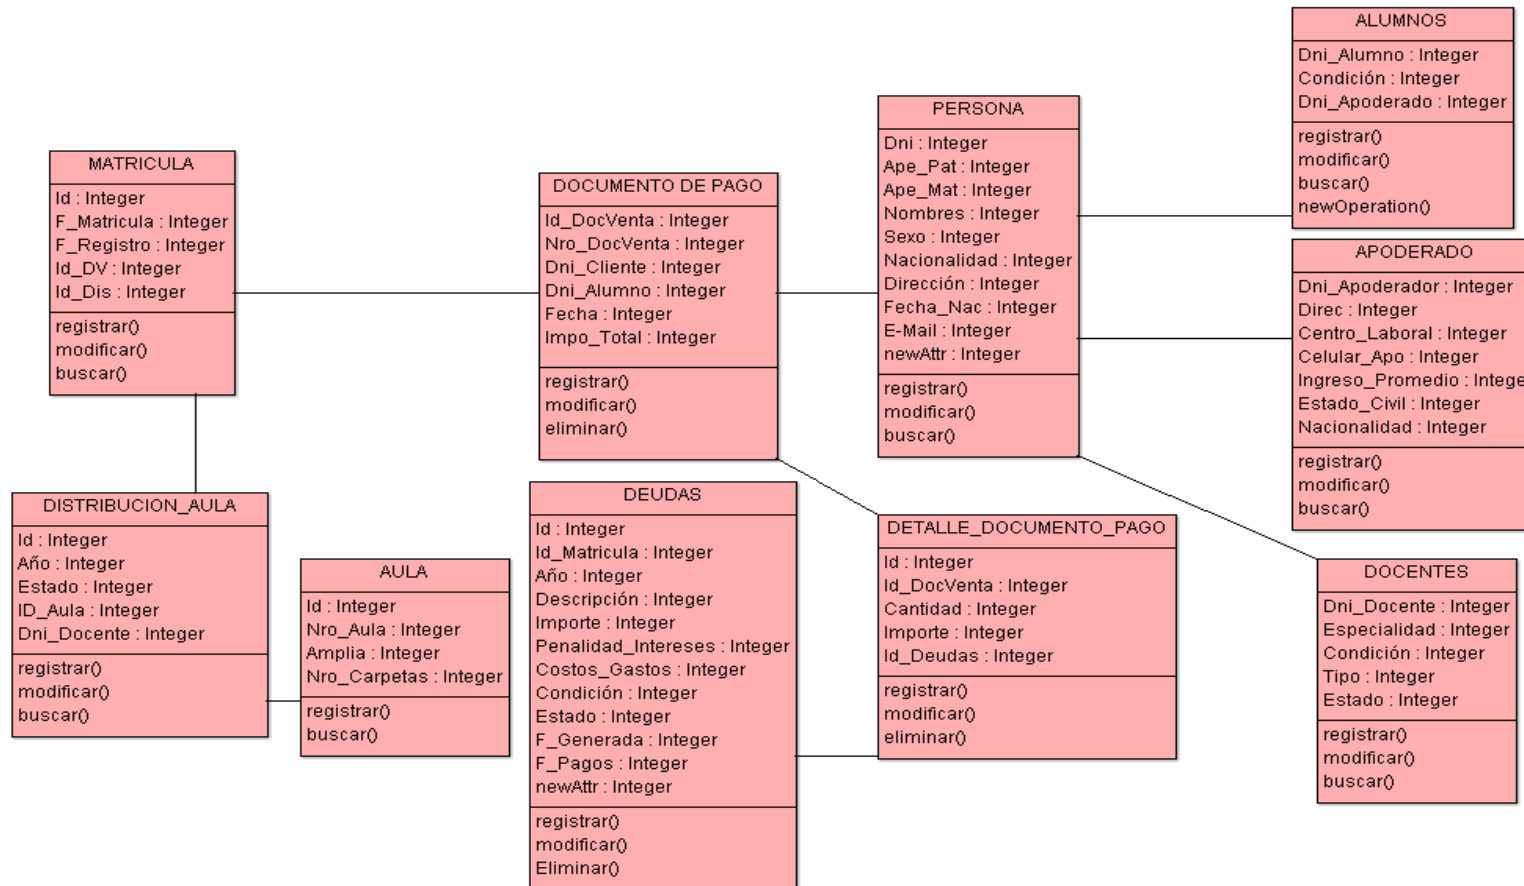 MATRICULA
Id : Integer
F_Matricula : Integer
F_Registro : Integer
Id_DV : Integer
Id_Dis : Integer
registrar()
modificar()
buscar()
DOCUMENTO DE PAGO
Id_DocVenta : Integer
Nro_DocVenta : Integer
Dni_Cliente : Integer
Dni_Alumno : Integer
Fecha : Integer
Impo_Total : Integer
registrar()
modificar()
eliminar()
PERSONA
Dni : Integer
Ape_Pat : Integer
Ape_Mat : Integer
Nombres : Integer
Sexo : Integer
Nacionalidad : Integer
Dirección : Integer
Fecha_Nac : Integer
E-Mail : Integer
newAttr : Integer
registrar()
modificar()
buscar()
ALUMNOS
Dni_Alumno : Integer
Condición : Integer
Dni_Apoderado : Integer
registrar()
modificar()
buscar()
newOperation()
APODERADO
Dni_Apoderador : Integer
Direc : Integer
Centro_Laboral : Integer
Celular_Apo : Integer
Ingreso_Promedio : Intege
Estado_Civil : Integer
Nacionalidad : Integer
registrar()
modificar()
buscar()
DISTRIBUCION_AULA
Id : Integer
Año : Integer
Estado : Integer
ID_Aula : Integer
Dni_Docente : Integer
registrar()
modificar()
buscar()
AULA
Id : Integer
Nro_Aula : Integer
Amplia : Integer
Nro_Carpetas : Integer
registrar()
buscar()
DEUDAS
Id : Integer
Id_Matricula : Integer
Año : Integer
Descripción : Integer
Importe : Integer
Penalidad_Intereses : Integer
Costos_Gastos : Integer
Condición : Integer
Estado : Integer
F_Generada : Integer
F_Pagos : Integer
newAttr : Integer
registrar()
modificar()
Eliminar()
DETALLE_DOCUMENTO_PAGO
Id : Integer
Id_DocVenta : Integer
Cantidad : Integer
Importe : Integer
Id_Deudas : Integer
registrar()
modificar()
eliminar()
DOCENTES
Dni_Docente : Integer
Especialidad : Integer
Condición : Integer
Tipo : Integer
Estado : Integer
registrar()
modificar()
buscar()